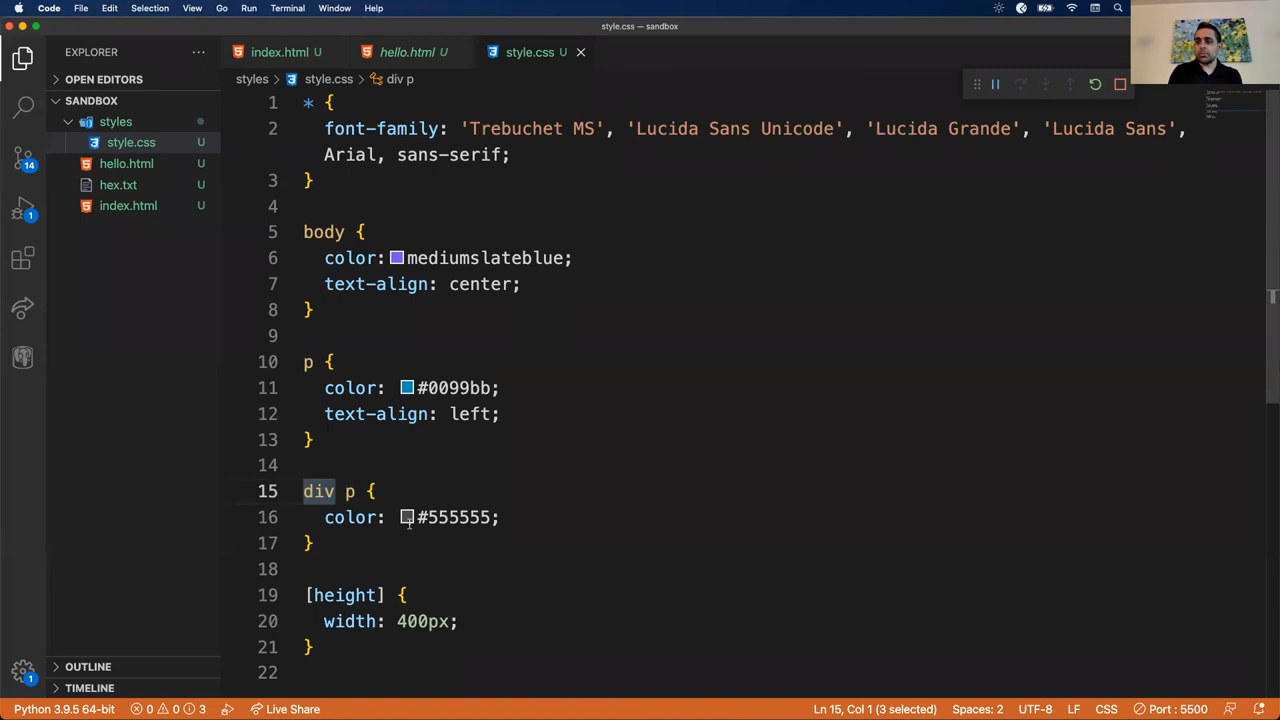 Code File Edit Selection View Go Run Terminal Window Help
style.css — sandbox
EXPLORER
index.html U
hello.html U
style.css U
OPEN EDITORS
styles
style.css
div p
SANDBOX
styles
style.css U
hello.html U
hex.txt U
index.html U
14
1
1 * {
2 font-family: 'Trebuchet MS', 'Lucida Sans Unicode', 'Lucida Grande', 'Lucida Sans',
Arial, sans-serif;
3 }
4
5 body {
6 color: mediumslateblue;
7 text-align: center;
8 }
9
10 p {
11 color: #0099bb;
12 text-align: left;
13 }
14
15 div p {
16 color: #555555;
17 }
18
19 [height] {
20 width: 400px;
21 }
22
OUTLINE
TIMELINE
1
Python 3.9.5 64-bit 0 0 3 Live Share Ln 15, Col 1 (3 selected) Spaces: 2 UTF-8 LF CSS Port : 5500